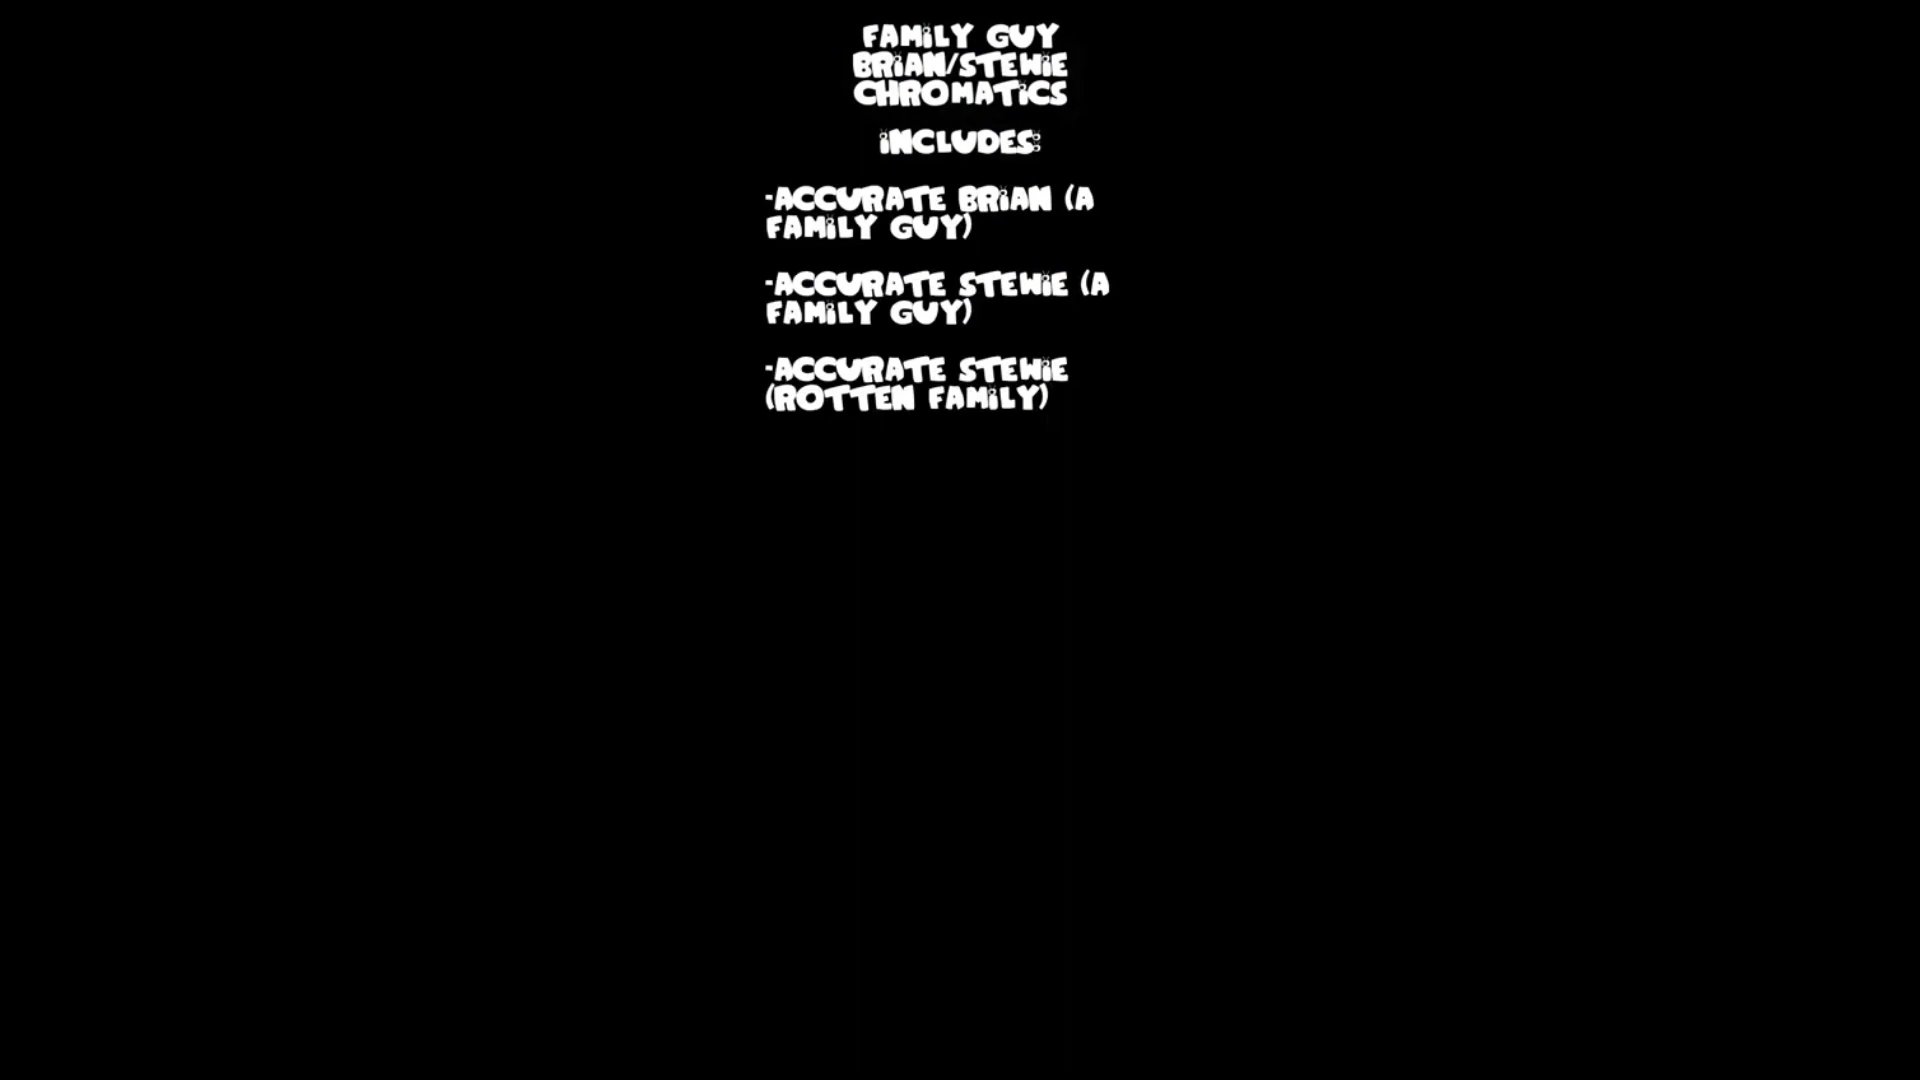 FAMiLY GUY
BRiAN/STEWiE
CHROMATiCS
iNCLUDES:
-ACCURATE BRiAN (A
FAMiLY GUY)
-ACCURATE STEWiE (A
FAMiLY GUY)
-ACCURATE STEWiE
(ROTTEN FAMiLY)